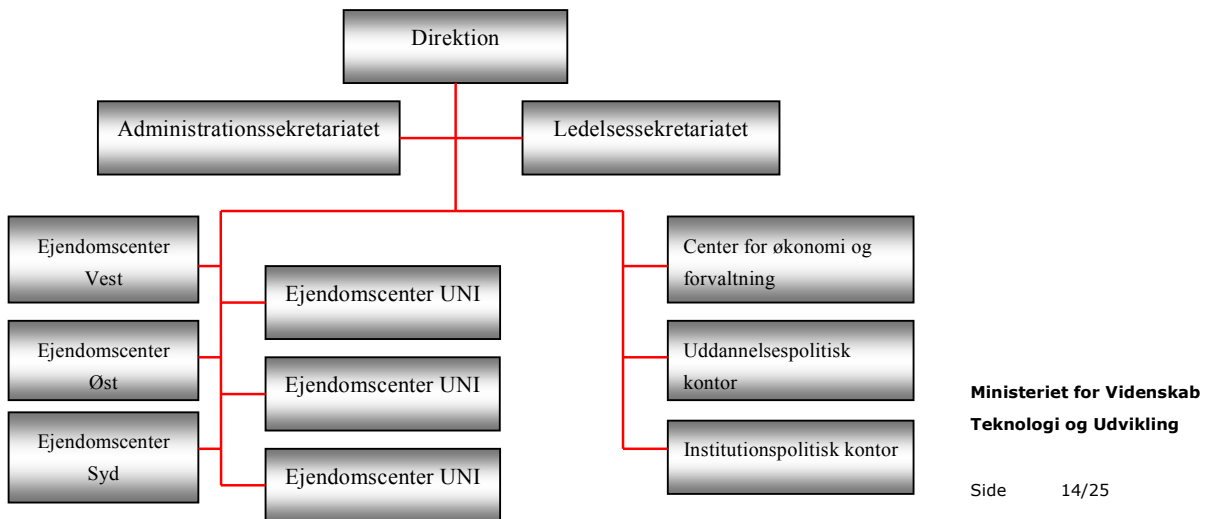 Direktion
Administrationssekretariatet
Ledelsessekretariatet
Ejendomscenter
Vest
Ejendomscenter UNI
Ejendomscenter
Øst
Ejendomscenter UNI
Ejendomscenter
Syd
Ejendomscenter UNI
Center for økonomi og
forvaltning
Uddannelsespolitisk
kontor
Institutionspolitisk kontor
Ministeriet for Videnskab
Teknologi og Udvikling
Side 14/25